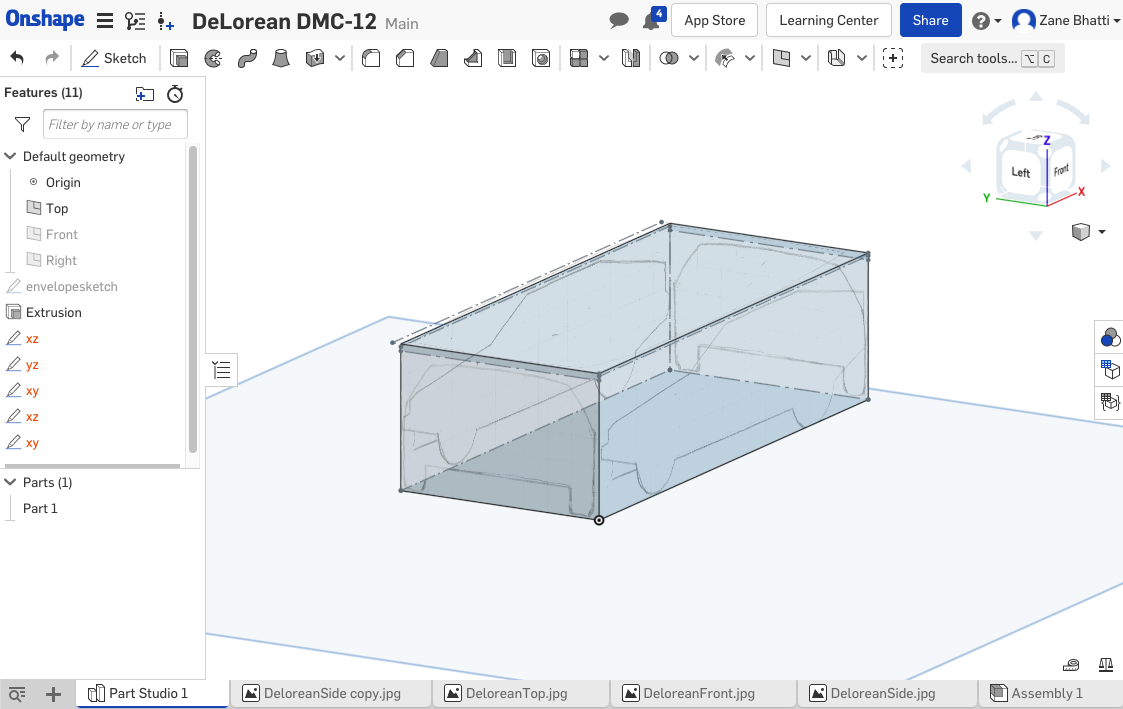 Onshape DeLorean DMC-12 Main 4 App Store Learning Center Share Zane Bhatti
Sketch Search tools... ⌥ C
Features (11)
Filter by name or type
Default geometry
Origin
Top
Front
Right
envelopesketch
Extrusion
xz
yz
xy
xz
xy
Parts (1)
Part 1
Z
Left Front
Y X
Part Studio 1 DeloreanSide copy.jpg DeloreanTop.jpg DeloreanFront.jpg DeloreanSide.jpg Assembly 1